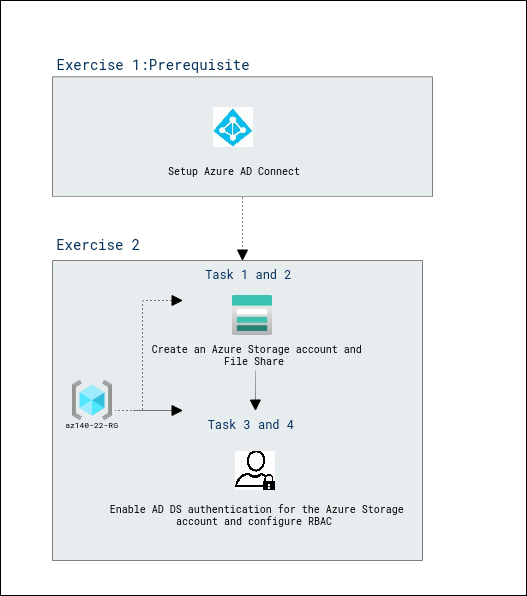 Exercise 1:Prerequisite
Setup Azure AD Connect
Exercise 2
Task 1 and 2
Create an Azure Storage account and
File Share
az140-22-RG
Task 3 and 4
Enable AD DS authentication for the Azure Storage
account and configure RBAC